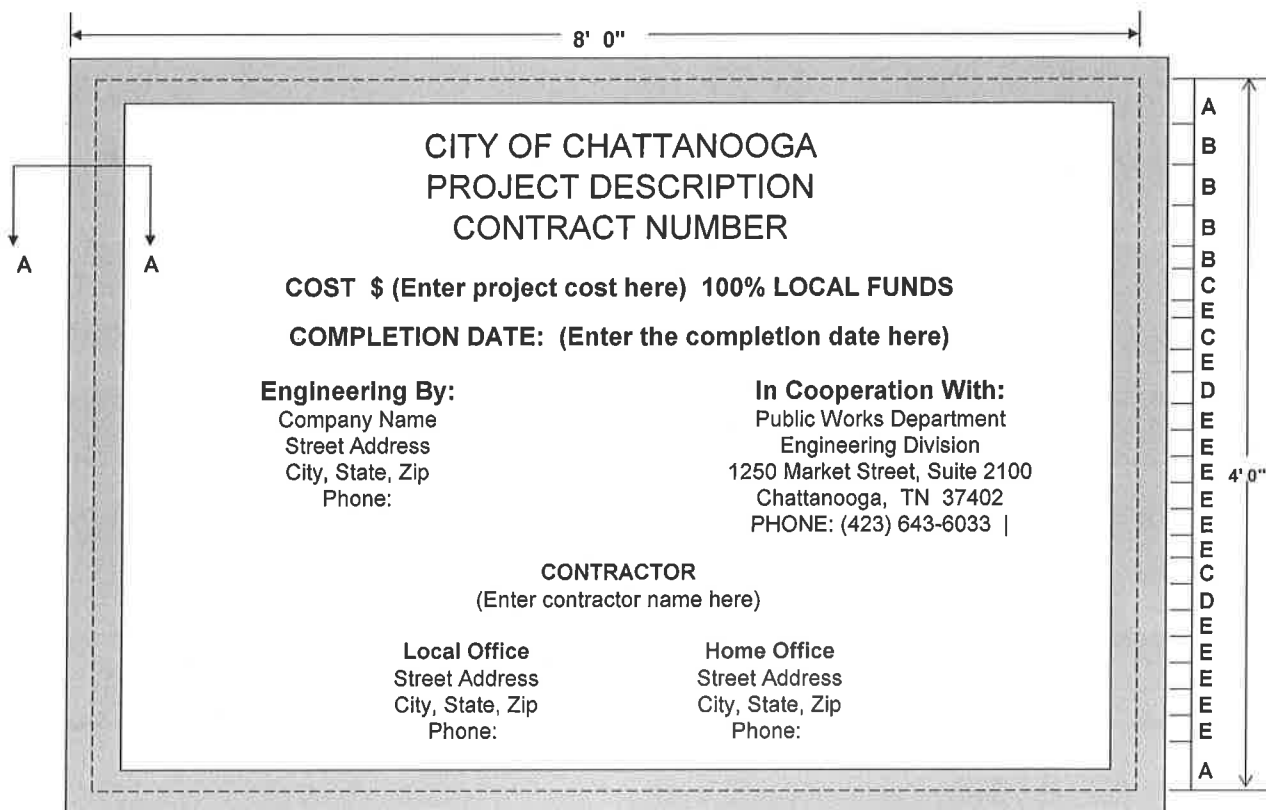 8' 0"
CITY OF CHATTANOOGA
PROJECT DESCRIPTION
CONTRACT NUMBER
COST $ (Enter project cost here) 100% LOCAL FUNDS
COMPLETION DATE: (Enter the completion date here)
Engineering By:
Company Name
Street Address
City, State, Zip
Phone:
In Cooperation With:
Public Works Department
Engineering Division
1250 Market Street, Suite 2100
Chattanooga, TN 37402
PHONE: (423) 643-6033 |
CONTRACTOR
(Enter contractor name here)
Local Office
Street Address
City, State, Zip
Phone:
Home Office
Street Address
City, State, Zip
Phone:
A A
A
B
B
B
B
C
E
C
E
D
E
E
E
E
E
E
C
D
E
E
E
E
E
A
4' 0"